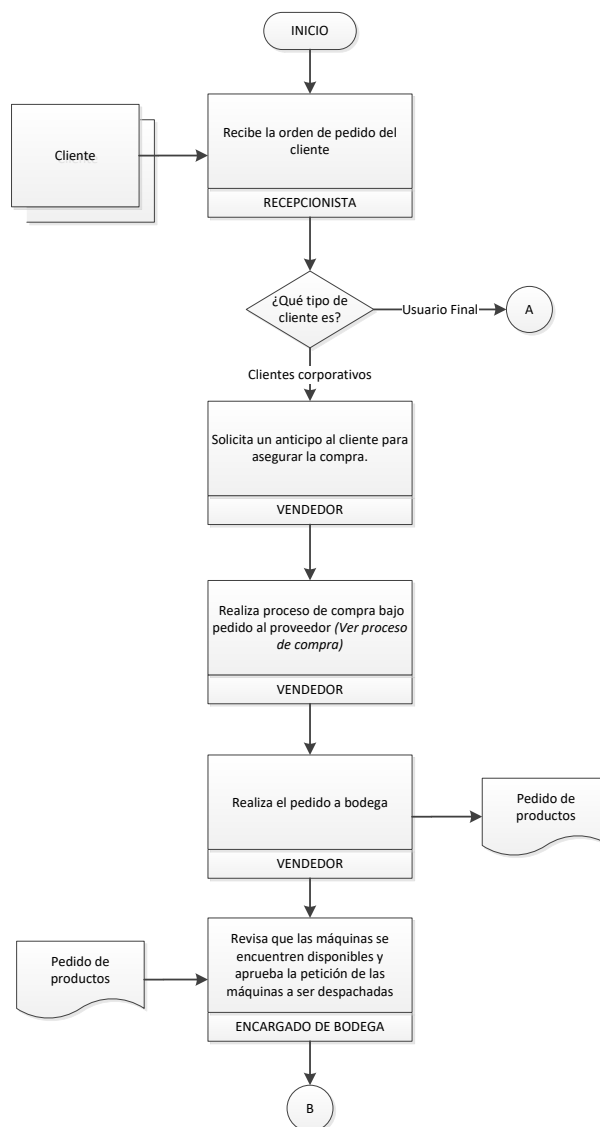 INICIO
Cliente
Recibe la orden de pedido del
cliente
RECEPCIONISTA
¿Qué tipo de
cliente es?
Usuario Final
A
Clientes corporativos
Solicita un anticipo al cliente para
asegurar la compra.
VENDEDOR
Realiza proceso de compra bajo
pedido al proveedor (Ver proceso
de compra)
VENDEDOR
Realiza el pedido a bodega
VENDEDOR
Pedido de
productos
Pedido de
productos
Revisa que las máquinas se
encuentren disponibles y
aprueba la petición de las
máquinas a ser despachadas
ENCARGADO DE BODEGA
B